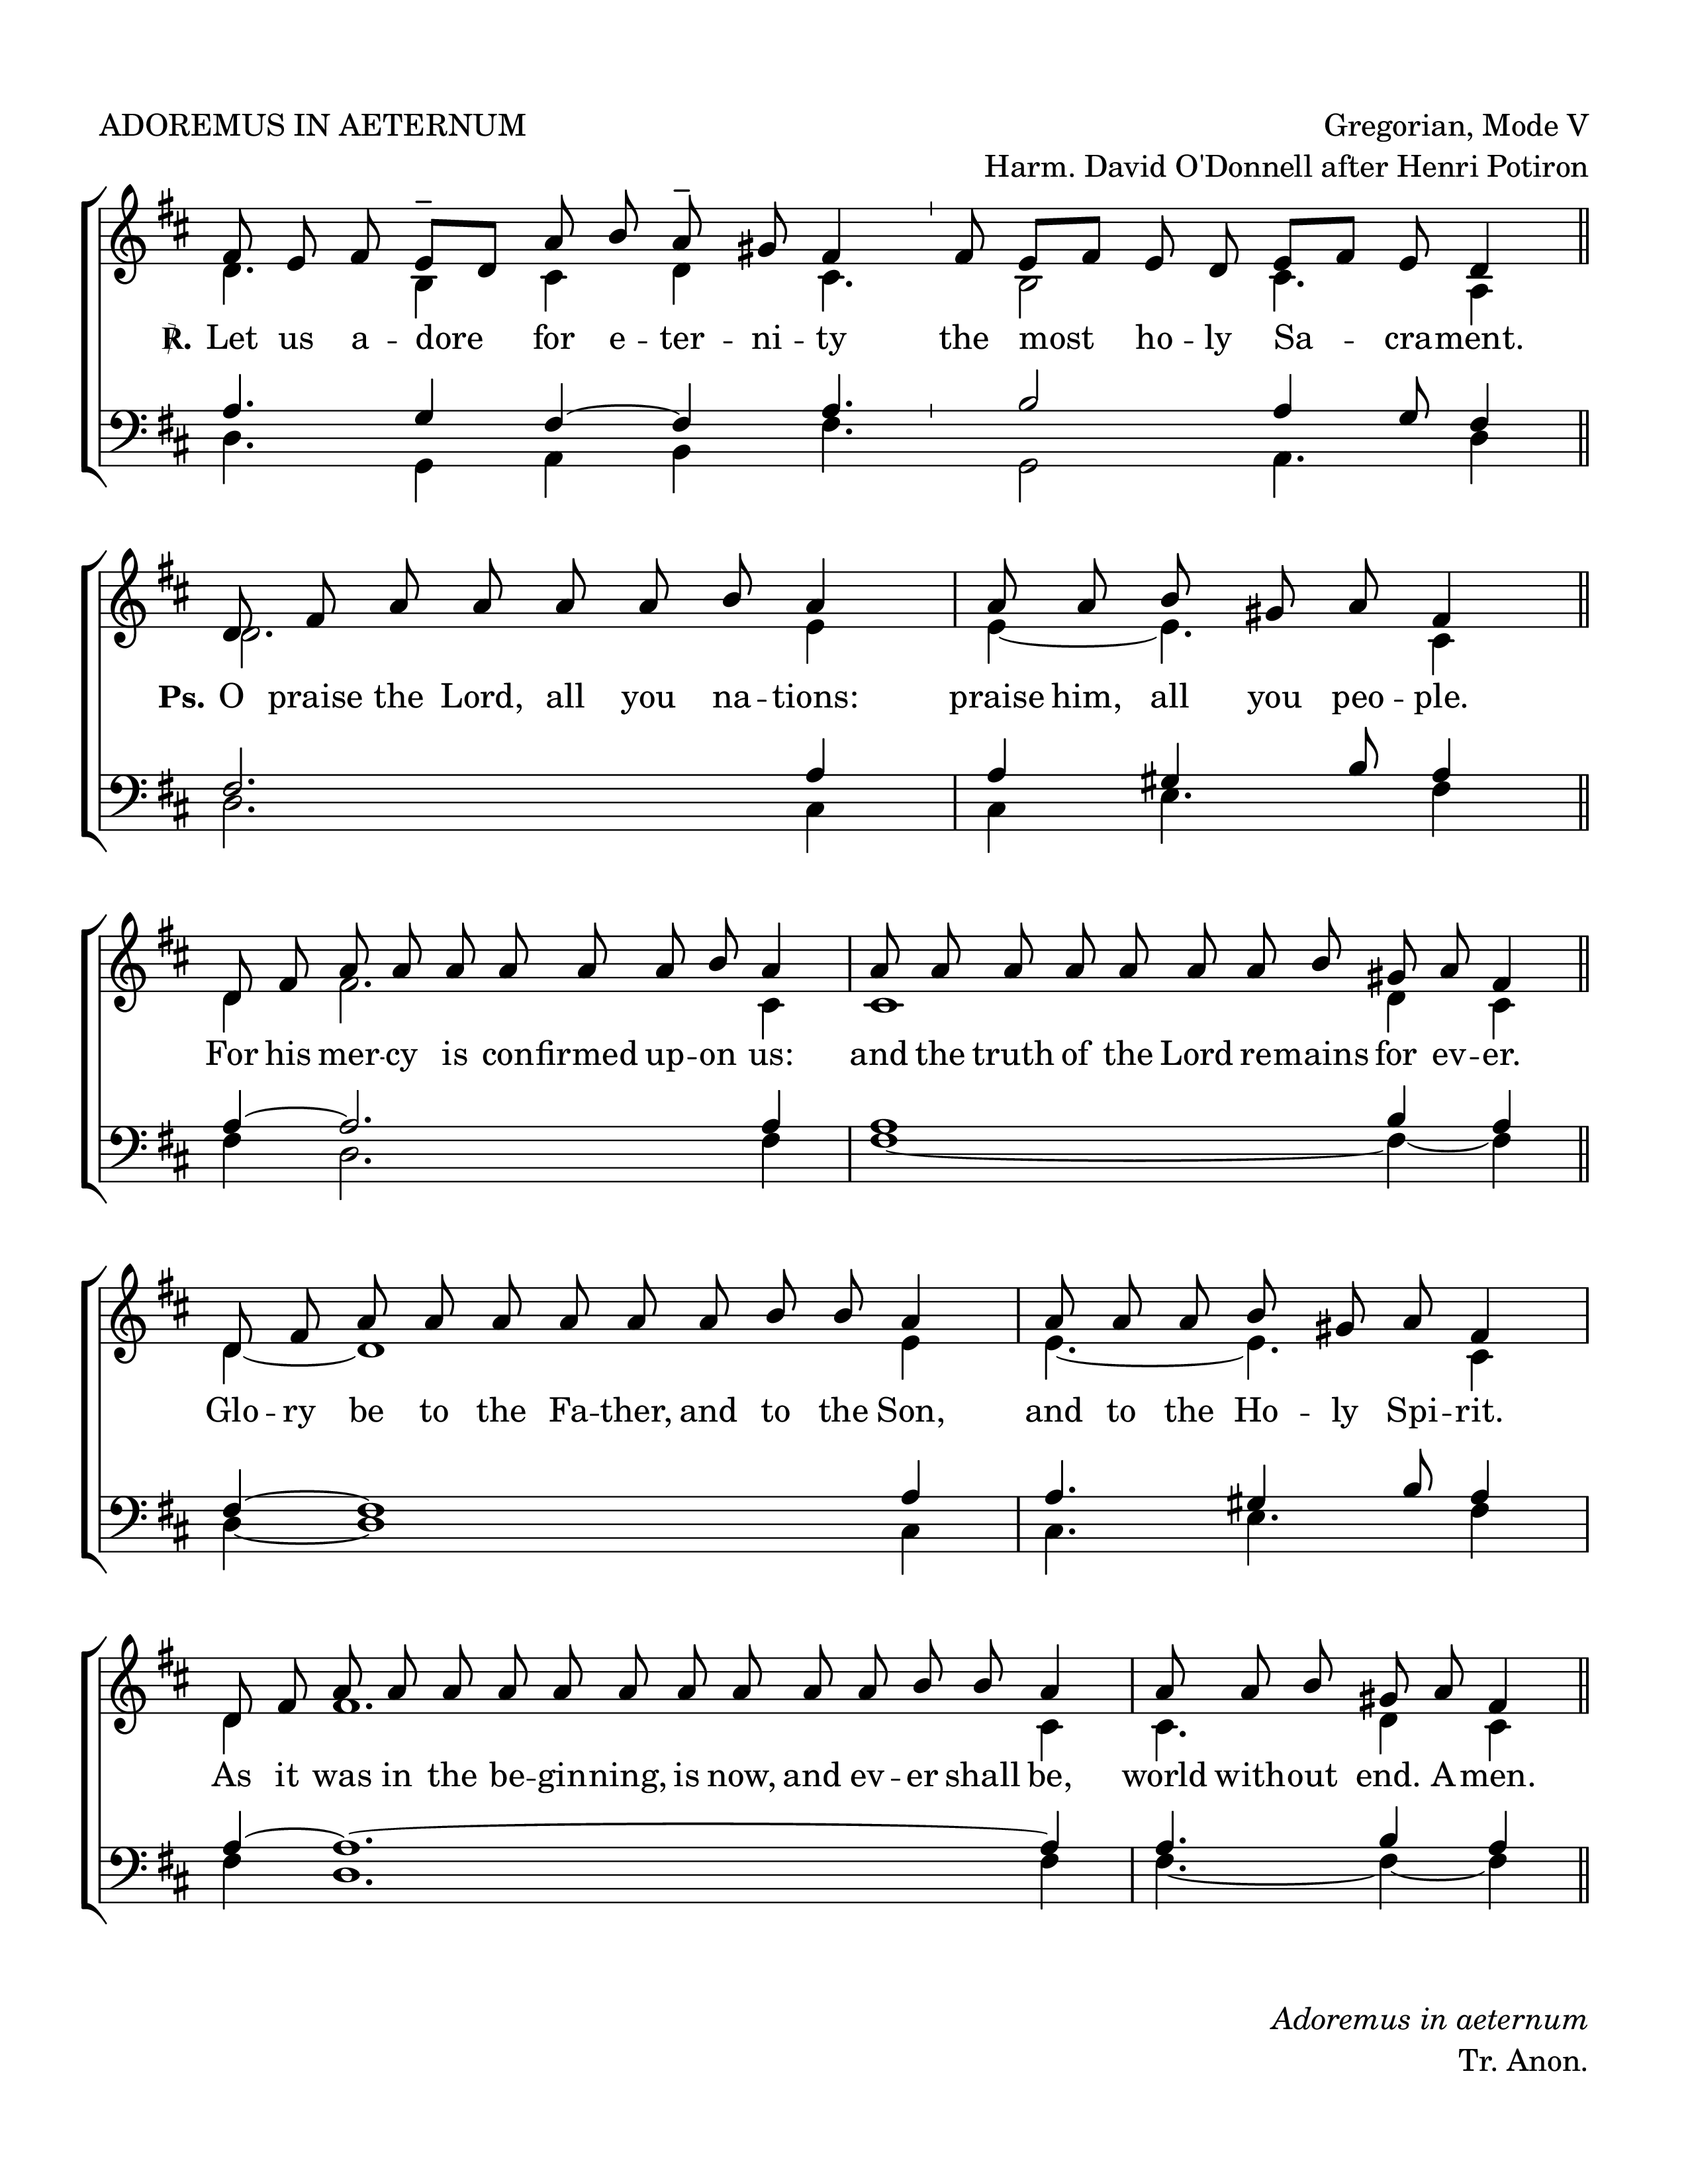 ADOREMUS IN AETERNUM
Gregorian, Mode V
Harm. David O'Donnell after Henri Potiron
℟. Let us a -- dore for e -- ter -- ni -- ty the most ho -- ly Sa -- cra -- ment.
Ps. O praise the Lord, all you na -- tions: praise him, all you peo -- ple.
For his mer -- cy is confirmed up -- on us: and the truth of the Lord remains for ev -- er.
Glo -- ry be to the Fa -- ther, and to the Son, and to the Ho -- ly Spi -- rit.
As it was in the be -- ginning, is now, and ev -- er shall be, world without end. Amen.
Adoremus in aeternum
Tr. Anon.